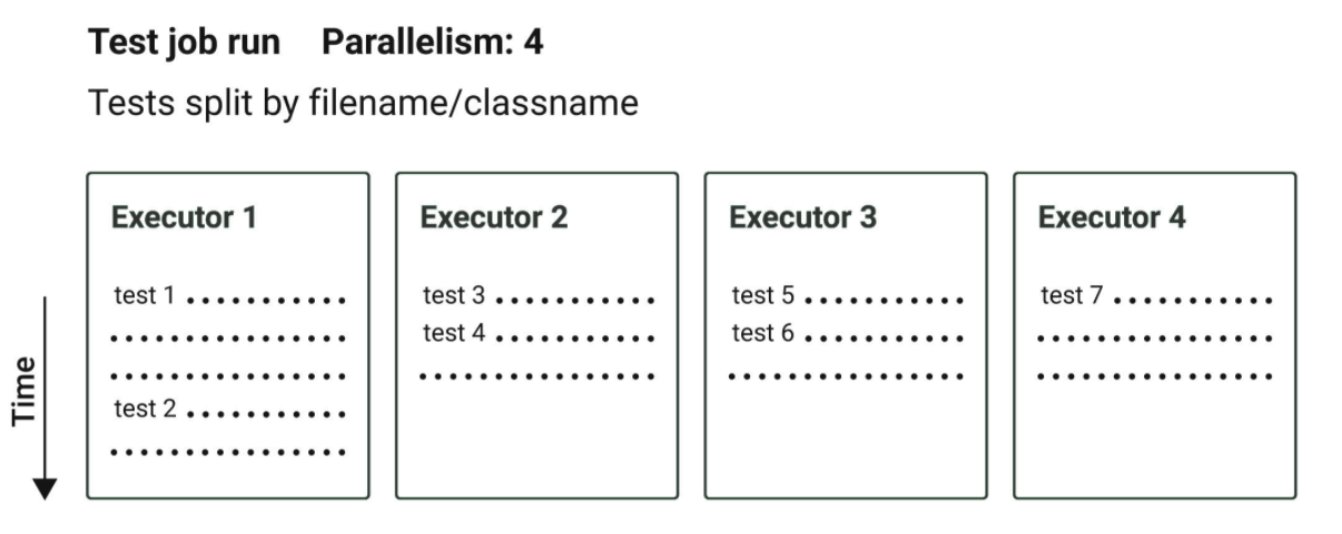 Test job run Parallelism: 4
Tests split by filename/classname
Time
Executor 1
test 1 ...........
................
................
test 2 ...........
................
Executor 2
test 3 ...........
test 4 ...........
................
Executor 3
test 5 ...........
test 6 ...........
................
Executor 4
test 7 ...........
................
................